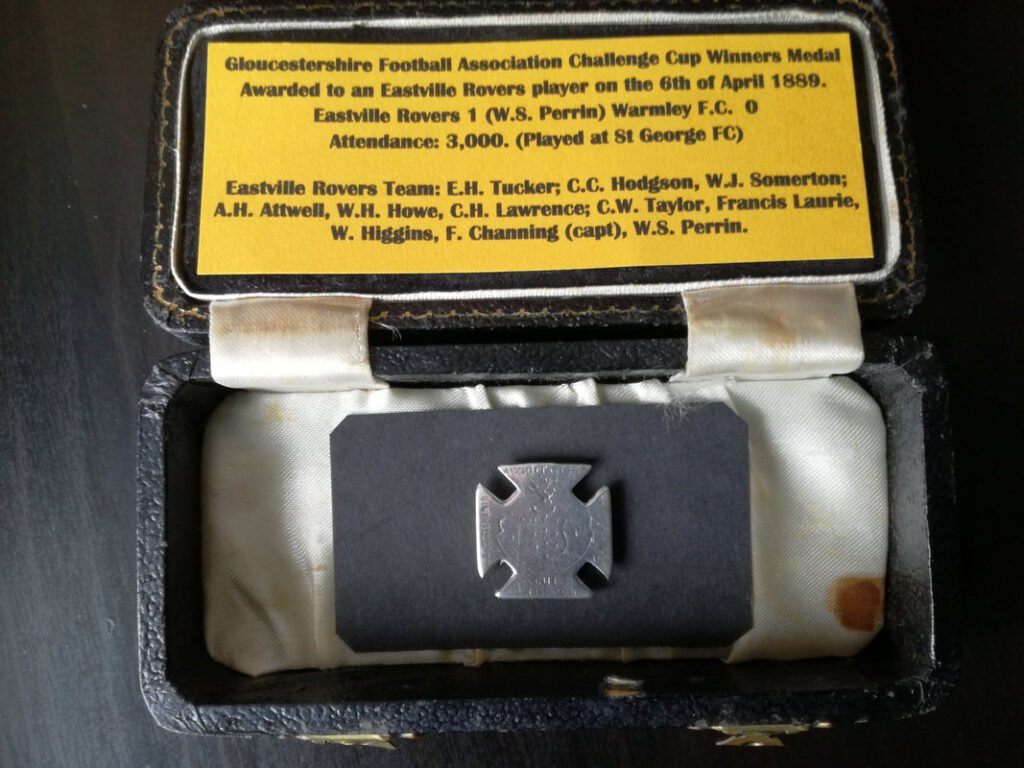 Gloucestershire Football Association Challenge Cup Winners Medal
Awarded to an Eastville Rovers player on the 6th of April 1889.
Eastville Rovers 1 (W.S. Perrin) Warmley F.C. 0
Attendance: 3,000. (Played at St George FC)
Eastville Rovers Team: E.H. Tucker; C.C. Hodgson, W.J. Somerton;
A.H. Attwell, W.H. Howe, C.H. Lawrence; C.W. Taylor, Francis Laurie,
W. Higgins, F. Channing (capt), W.S. Perrin.